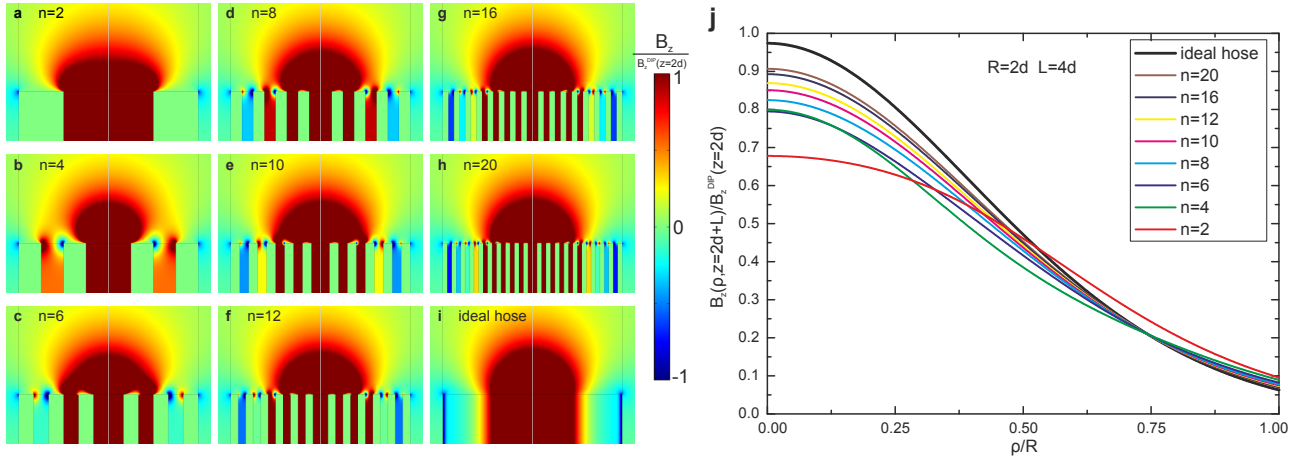 a n=2
d n=8
g n=16
b n=4
e n=10
h n=20
c n=6
f n=12
i ideal hose
B_z
B_z^DIP(z=2d)
1
0
-1
j
B_z(ρ,z=2d+L)/B_z^DIP(z=2d)
1.0
0.9
0.8
0.7
0.6
0.5
0.4
0.3
0.2
0.1
0.0
R=2d L=4d
ideal hose
n=20
n=16
n=12
n=10
n=8
n=6
n=4
n=2
0.00
0.25
0.50
0.75
1.00
ρ/R